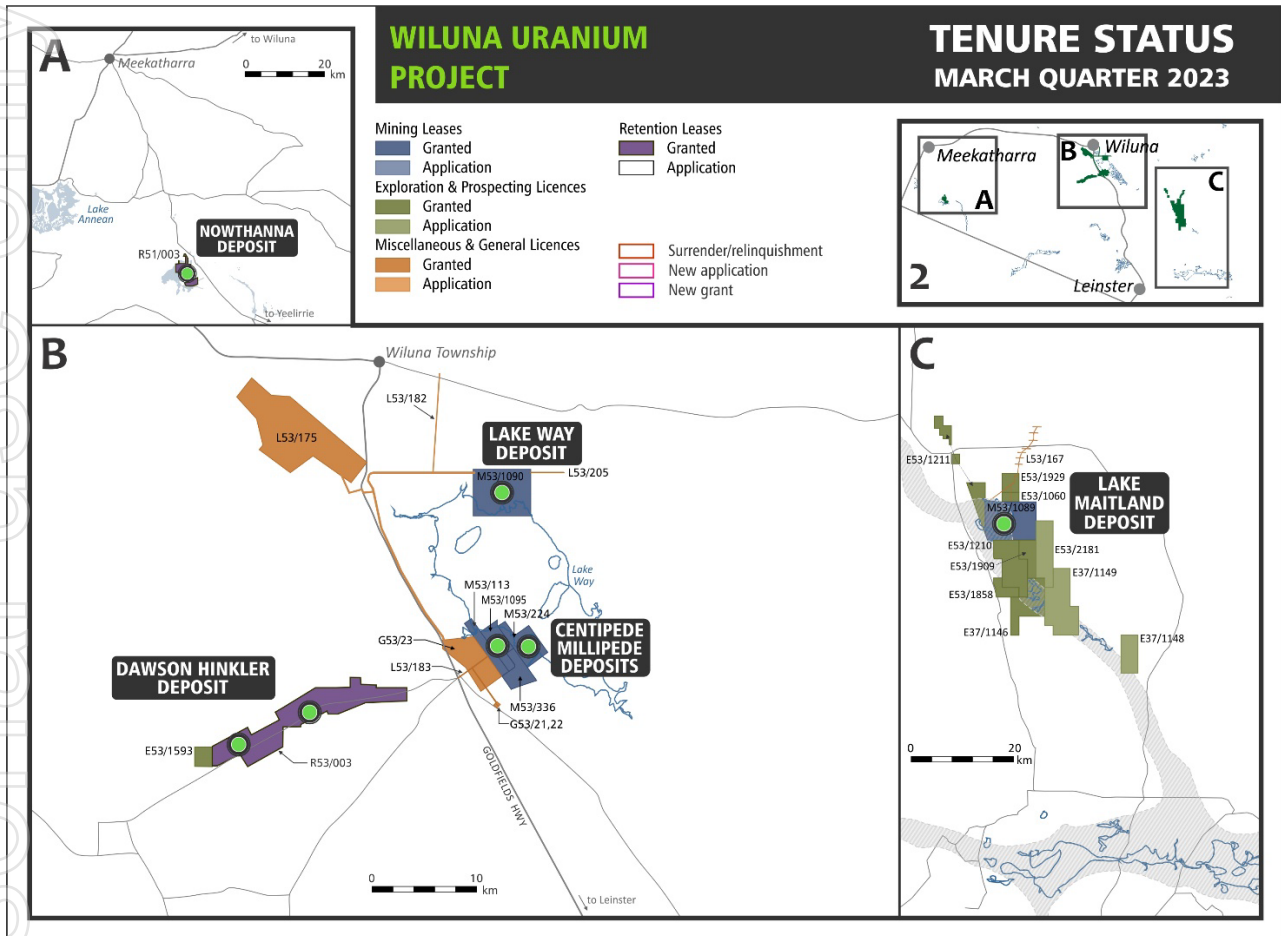 WILUNA URANIUM
PROJECT
TENURE STATUS
MARCH QUARTER 2023
A
to Wiluna
Meekatharra
0 20
km
Lake
Annean
NOWTHANNA
DEPOSIT
R51/003
to Yeelirrie
Mining Leases
Granted
Application
Exploration & Prospecting Licences
Granted
Application
Miscellaneous & General Licences
Granted
Application
Retention Leases
Granted
Application
Surrender/relinquishment
New application
New grant
Meekatharra
A
B
Wiluna
C
2
Leinster
B
Wiluna Township
L53/182
L53/175
LAKE WAY
DEPOSIT
L53/205
M53/1090
Lake
Way
M53/113
M53/1095
M53/224
G53/23
CENTIPEDE
MILLIPEDE
DEPOSITS
L53/183
DAWSON HINKLER
DEPOSIT
M53/336
G53/21,22
E53/1593
R53/003
GOLDFIELDS HWY
0 10
km
to Leinster
C
E53/1211
L53/167
E53/1929
E53/1060
M53/1089
LAKE
MAITLAND
DEPOSIT
E53/1210
E53/2181
E53/1909
E37/1149
E53/1858
E37/1146
E37/1148
0 20
km